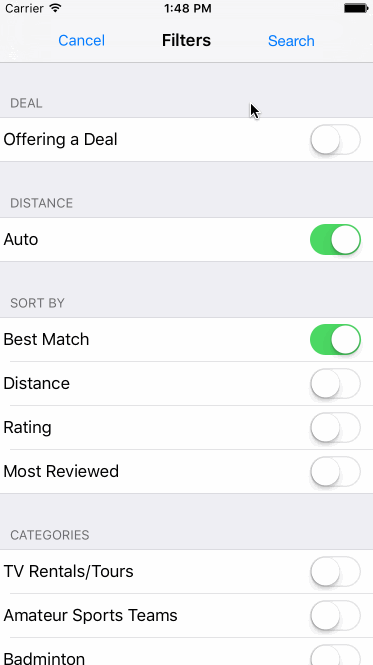 Carrier 1:48 PM
Cancel Filters Search
DEAL
Offering a Deal
DISTANCE
Auto
SORT BY
Best Match
Distance
Rating
Most Reviewed
CATEGORIES
TV Rentals/Tours
Amateur Sports Teams
Badminton